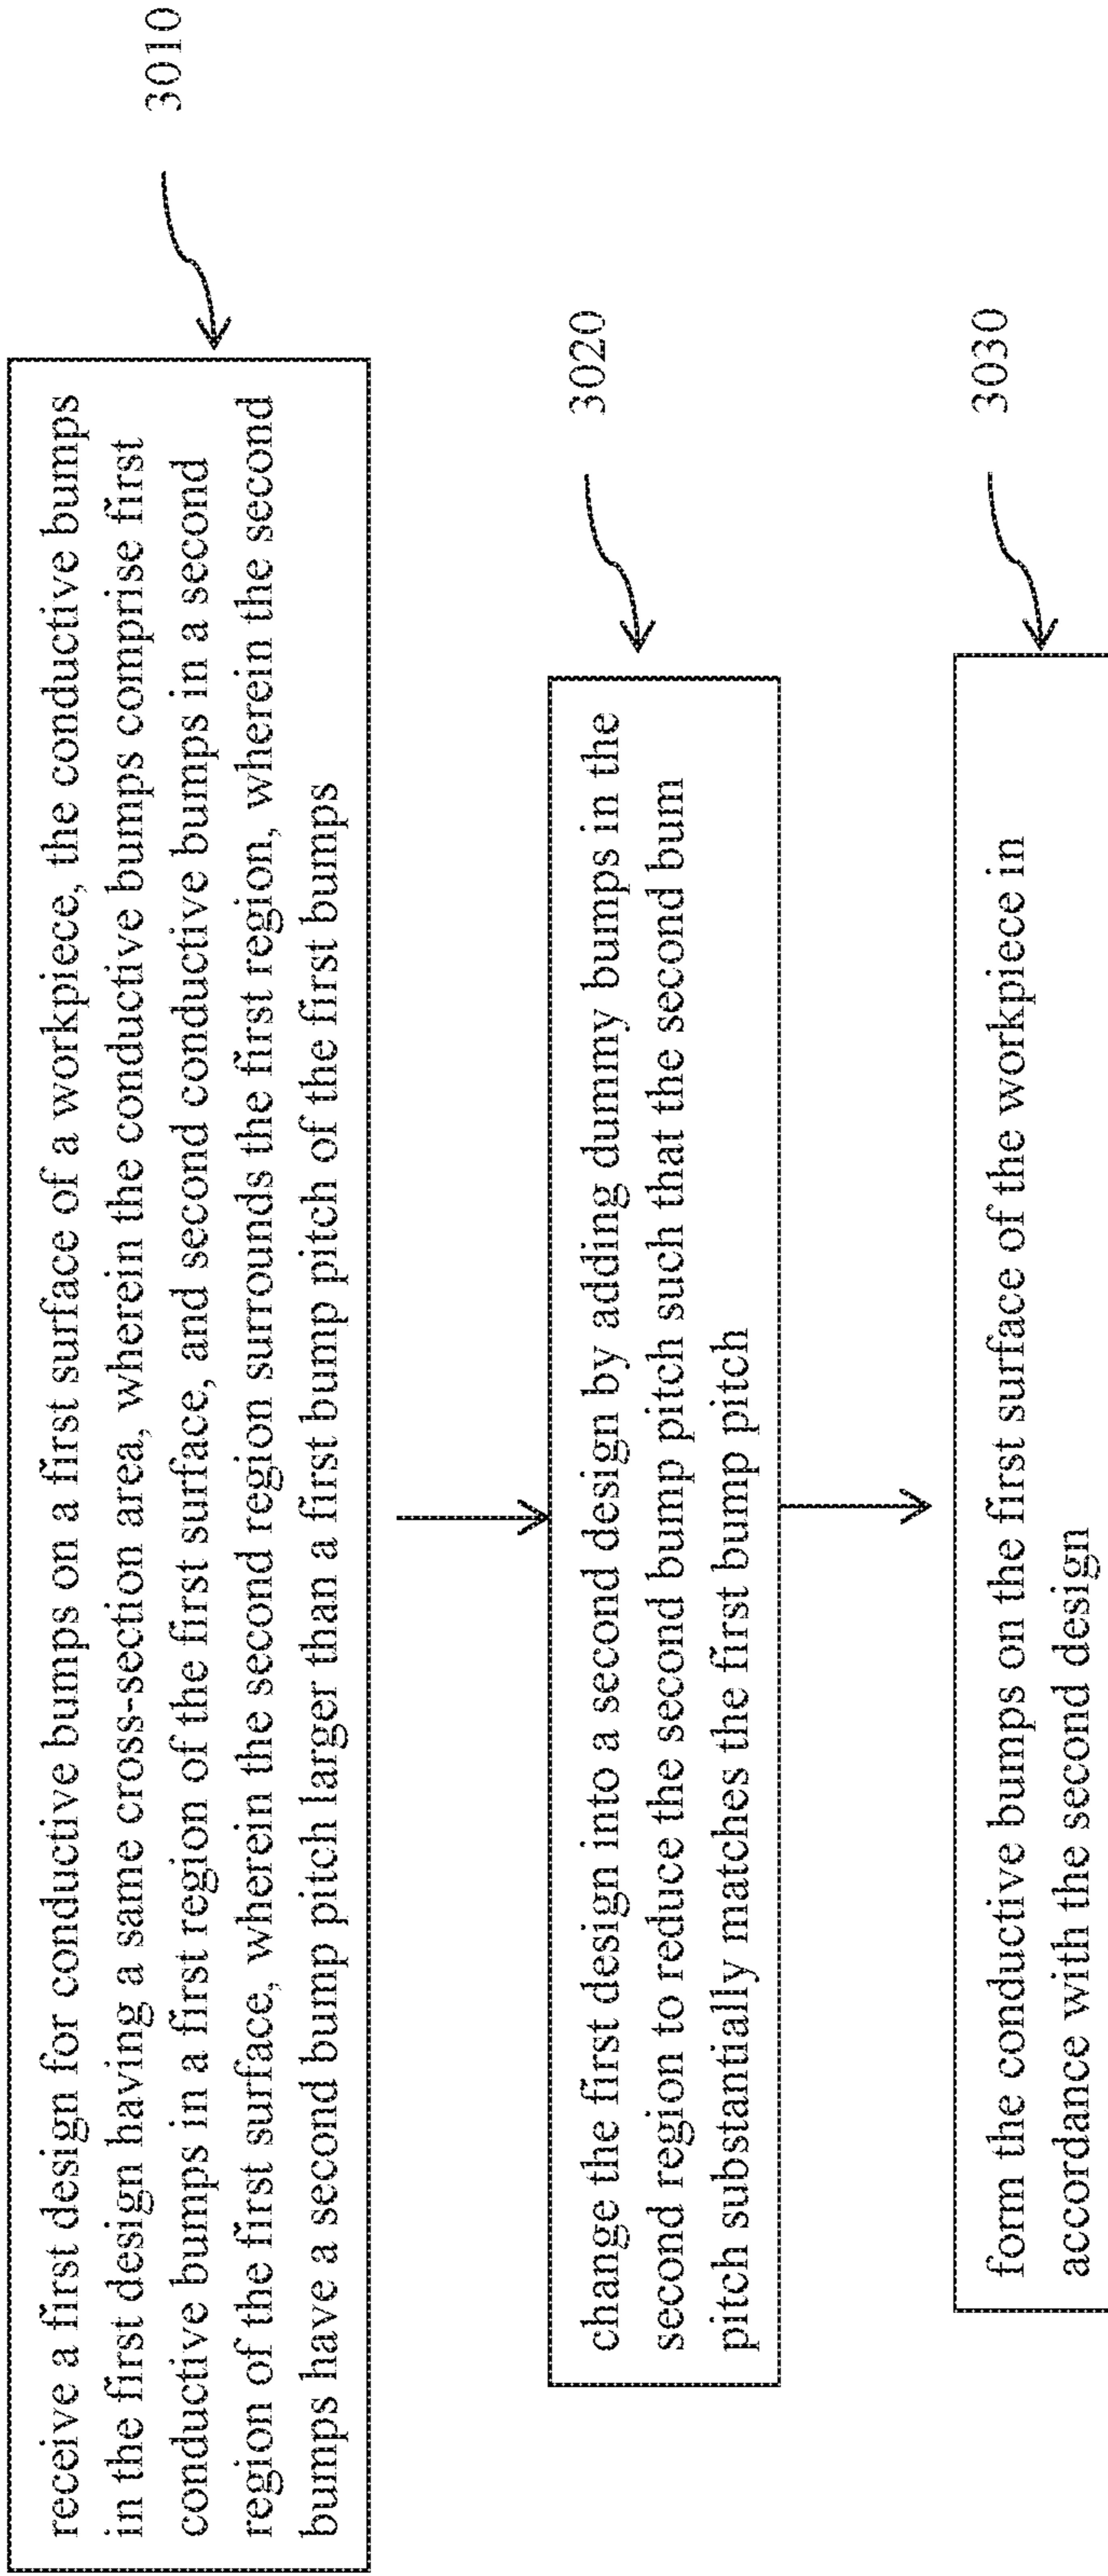 receive a first design for conductive bumps on a first surface of a workpiece, the conductive bumps
in the first design having a same cross-section area, wherein the conductive bumps comprise first
conductive bumps in a first region of the first surface, and second conductive bumps in a second
region of the first surface, wherein the second region surrounds the first region, wherein the second
bumps have a second bump pitch larger than a first bump pitch of the first bumps
3010
change the first design into a second design by adding dummy bumps in the
second region to reduce the second bump pitch such that the second bum
pitch substantially matches the first bump pitch
3020
form the conductive bumps on the first surface of the workpiece in
accordance with the second design
3030